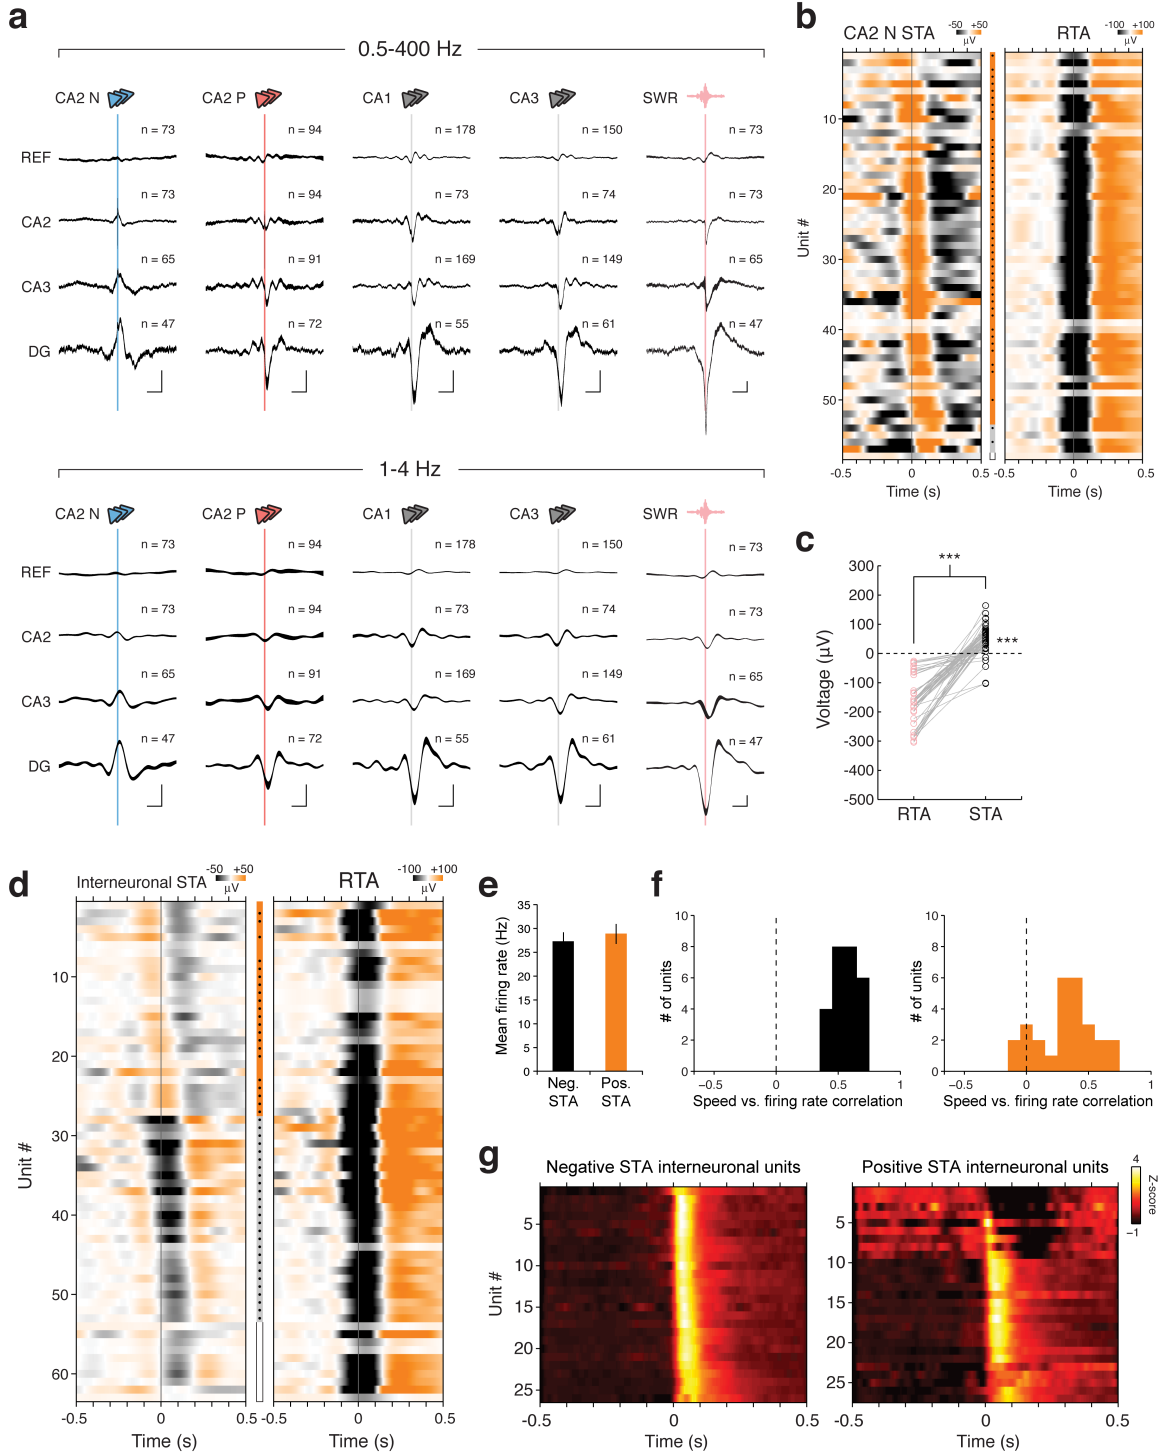 a
0.5-400 Hz
CA2 N
CA2 P
CA1
CA3
SWR
n = 73
n = 94
n = 178
n = 150
n = 73
REF
n = 73
n = 94
n = 73
n = 74
n = 73
CA2
n = 65
n = 91
n = 169
n = 149
n = 65
CA3
n = 47
n = 72
n = 55
n = 61
n = 47
DG
1-4 Hz
CA2 N
CA2 P
CA1
CA3
SWR
n = 73
n = 94
n = 178
n = 150
n = 73
REF
n = 73
n = 94
n = 73
n = 74
n = 73
CA2
n = 65
n = 91
n = 169
n = 149
n = 65
CA3
n = 47
n = 72
n = 55
n = 61
n = 47
DG
b
CA2 N STA
-50 +50
µV
RTA
-100 +100
µV
10
20
30
40
50
Unit #
-0.5 0 0.5
Time (s)
-0.5 0 0.5
Time (s)
c
***
***
300
200
100
0
-100
-200
-300
-400
-500
Voltage (µV)
RTA STA
d
Interneuronal STA
-50 +50
µV
RTA
-100 +100
µV
10
20
30
40
50
60
Unit #
-0.5 0 0.5
Time (s)
-0.5 0 0.5
Time (s)
e
35
30
25
20
15
10
5
0
Mean firing rate (Hz)
Neg. STA
Pos. STA
f
10
8
6
4
2
0
# of units
−0.5 0 0.5 1
Speed vs. firing rate correlation
10
8
6
4
2
0
# of units
−0.5 0 0.5 1
Speed vs. firing rate correlation
g
Negative STA interneuronal units
5
10
15
20
25
Unit #
-0.5 0 0.5
Time (s)
Positive STA interneuronal units
5
10
15
20
25
-0.5 0 0.5
Time (s)
4
Z-score
−1